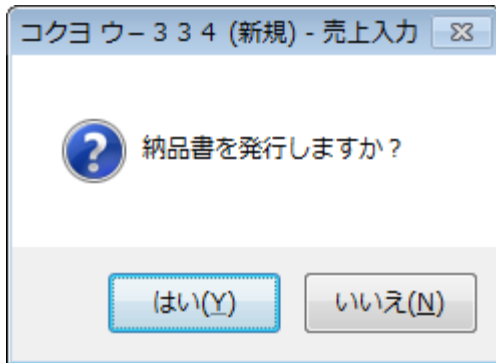 コクヨ ウ－３３４ (新規) - 売上入力
納品書を発行しますか？
はい(Y)
いいえ(N)